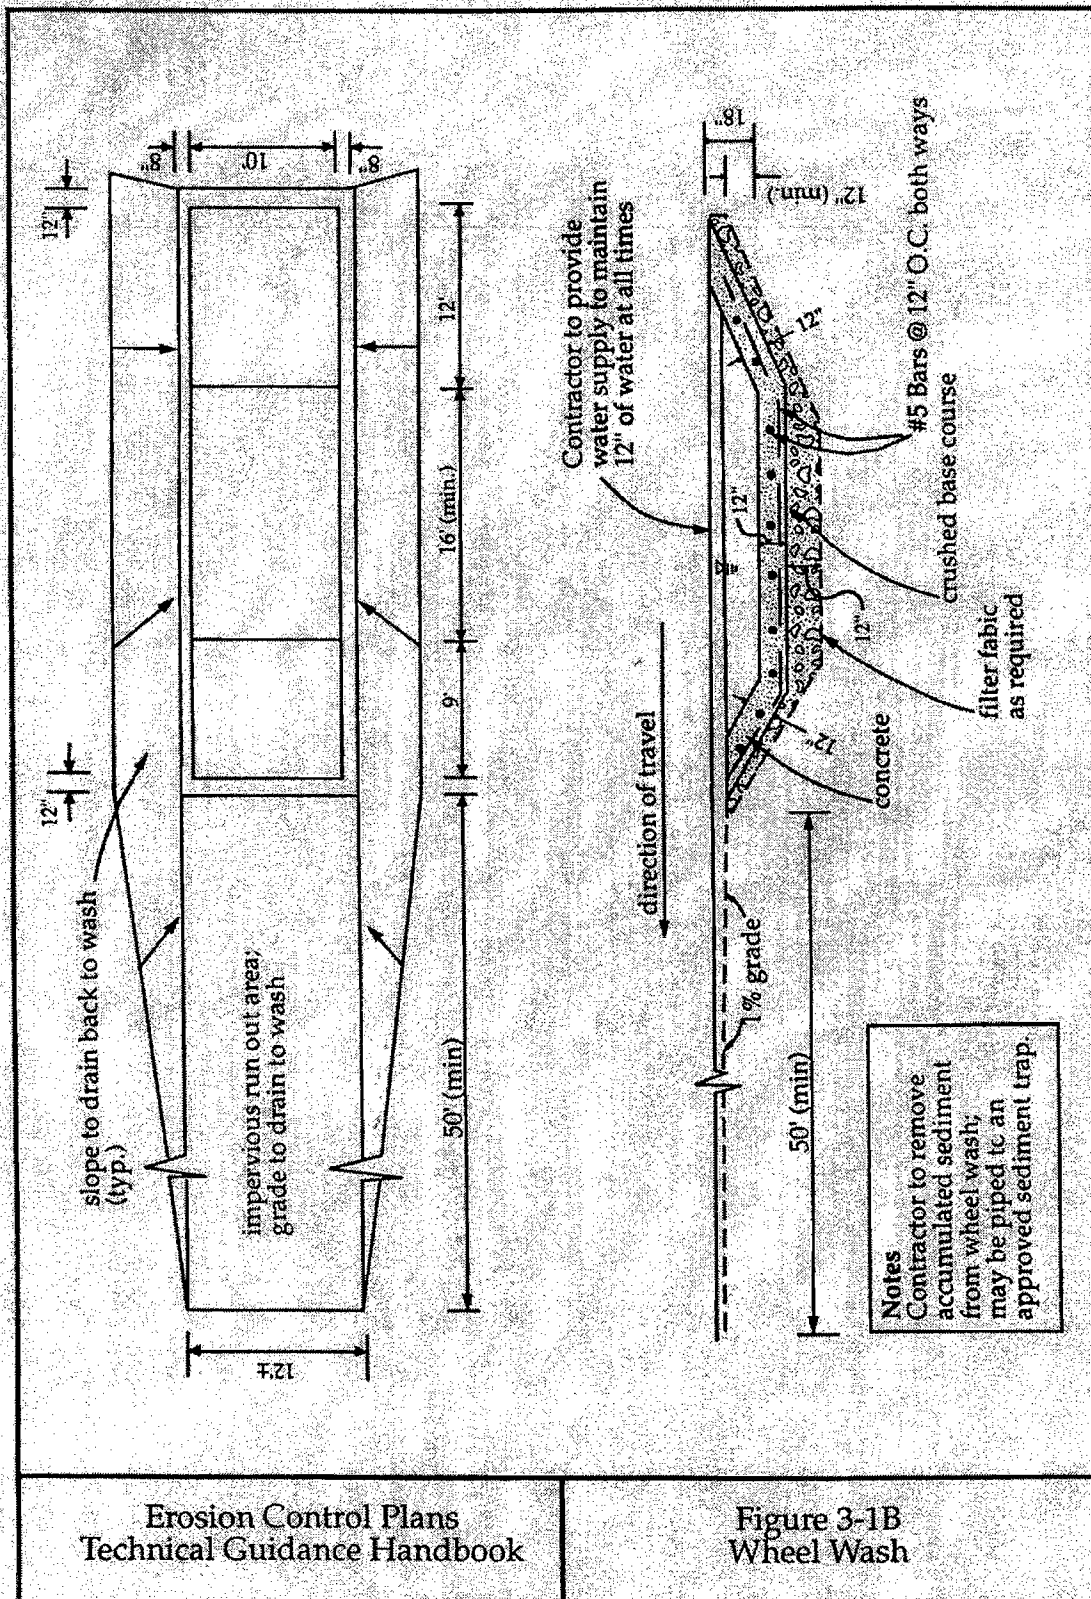 12"
12"
8"
10'
8"
slope to drain back to wash
(typ.)
impervious run out area;
grade to drain to wash
12'±
50' (min)
9'
16' (min.)
12'
Contractor to provide
water supply to maintain
12" of water at all times
18"
12" (min.)
direction of travel
12"
12"
12"
12"
1% grade
50' (min)
concrete
filter fabic
as required
crushed base course
#5 Bars @ 12" O.C. both ways
Notes
Contractor to remove
accumulated sediment
from wheel wash;
may be piped to an
approved sediment trap.
Erosion Control Plans
Technical Guidance Handbook
Figure 3-1B
Wheel Wash